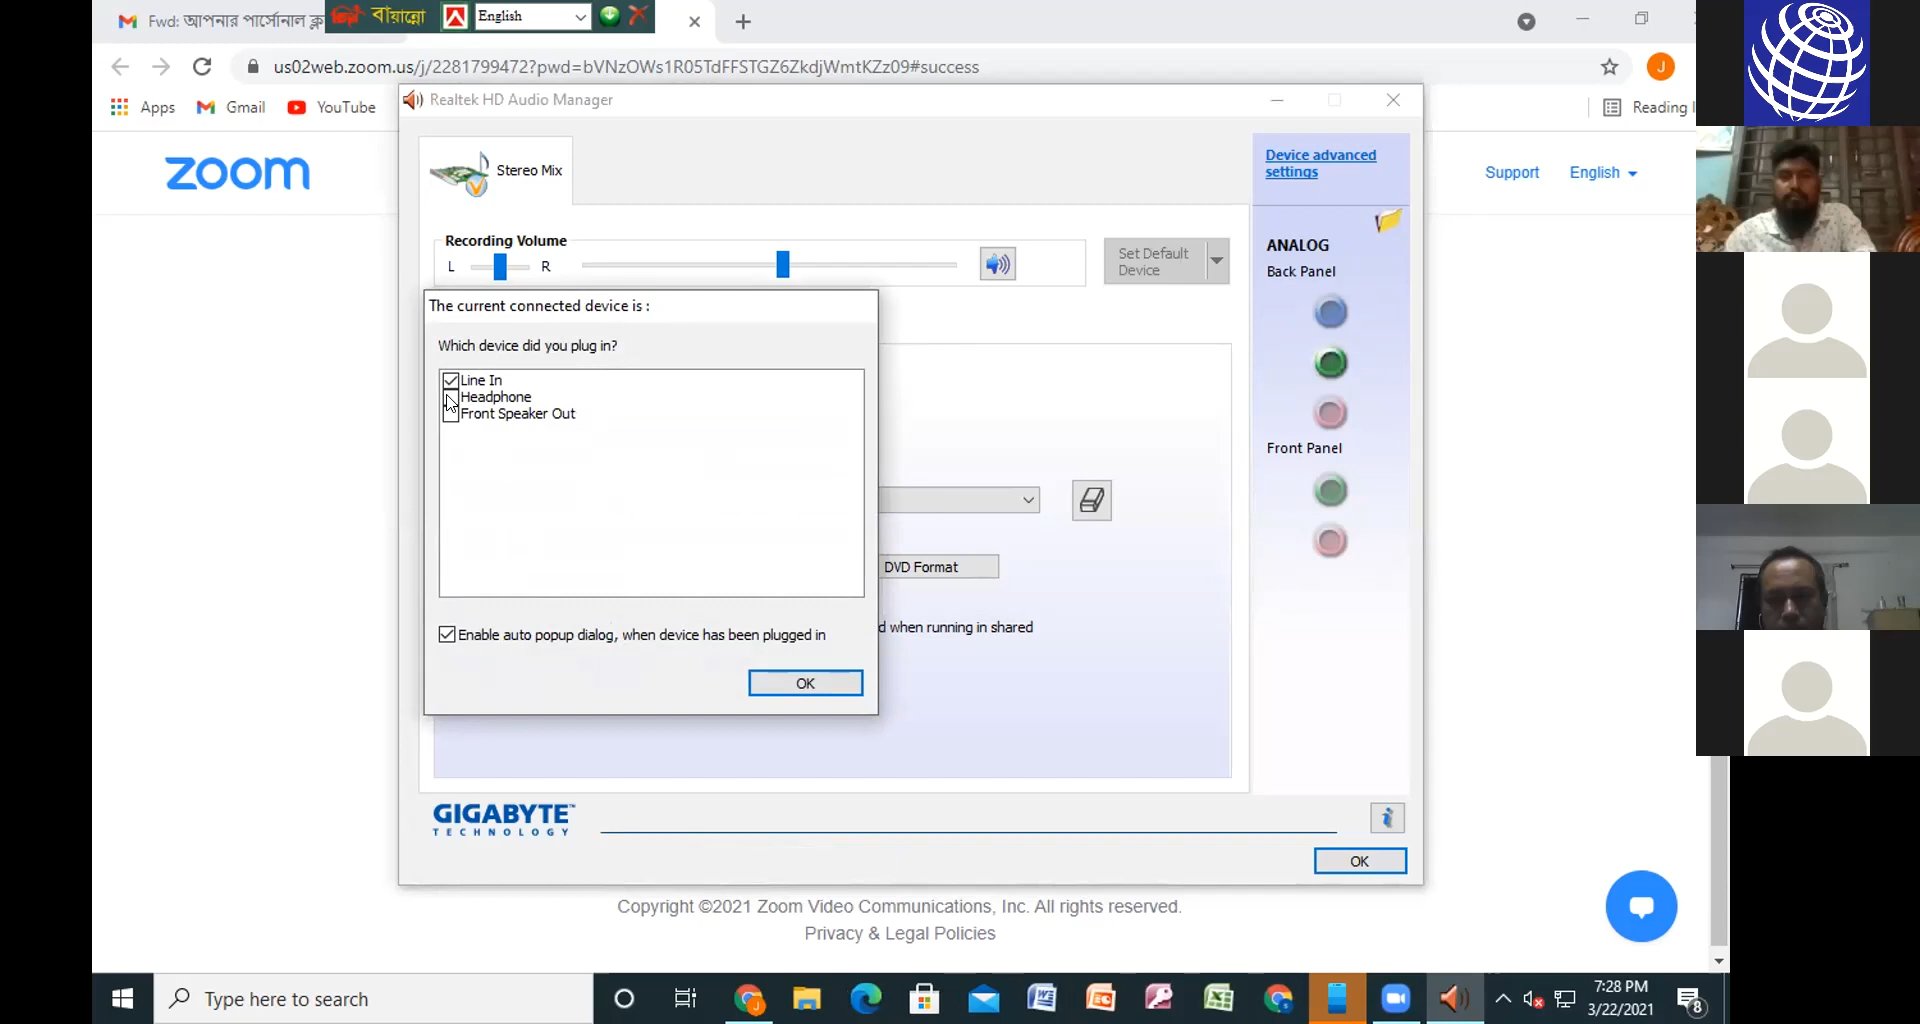 Fwd: আপনার পার্সোনাল ক্ল
বায়ান্নো
English
us02web.zoom.us/j/2281799472?pwd=bVNzOWs1R05TdFFSTGZ6ZkdjWmtKZz09#success
J
Apps
Gmail
YouTube
Reading l
Realtek HD Audio Manager
zoom
Support
English
Stereo Mix
Device advanced
settings
Recording Volume
L
R
Set Default
Device
ANALOG
Back Panel
The current connected device is :
Which device did you plug in?
Line In
Headphone
Front Speaker Out
Front Panel
DVD Format
d when running in shared
Enable auto popup dialog, when device has been plugged in
OK
GIGABYTE™
TECHNOLOGY
OK
Copyright ©2021 Zoom Video Communications, Inc. All rights reserved.
Privacy & Legal Policies
Type here to search
7:28 PM
3/22/2021
8